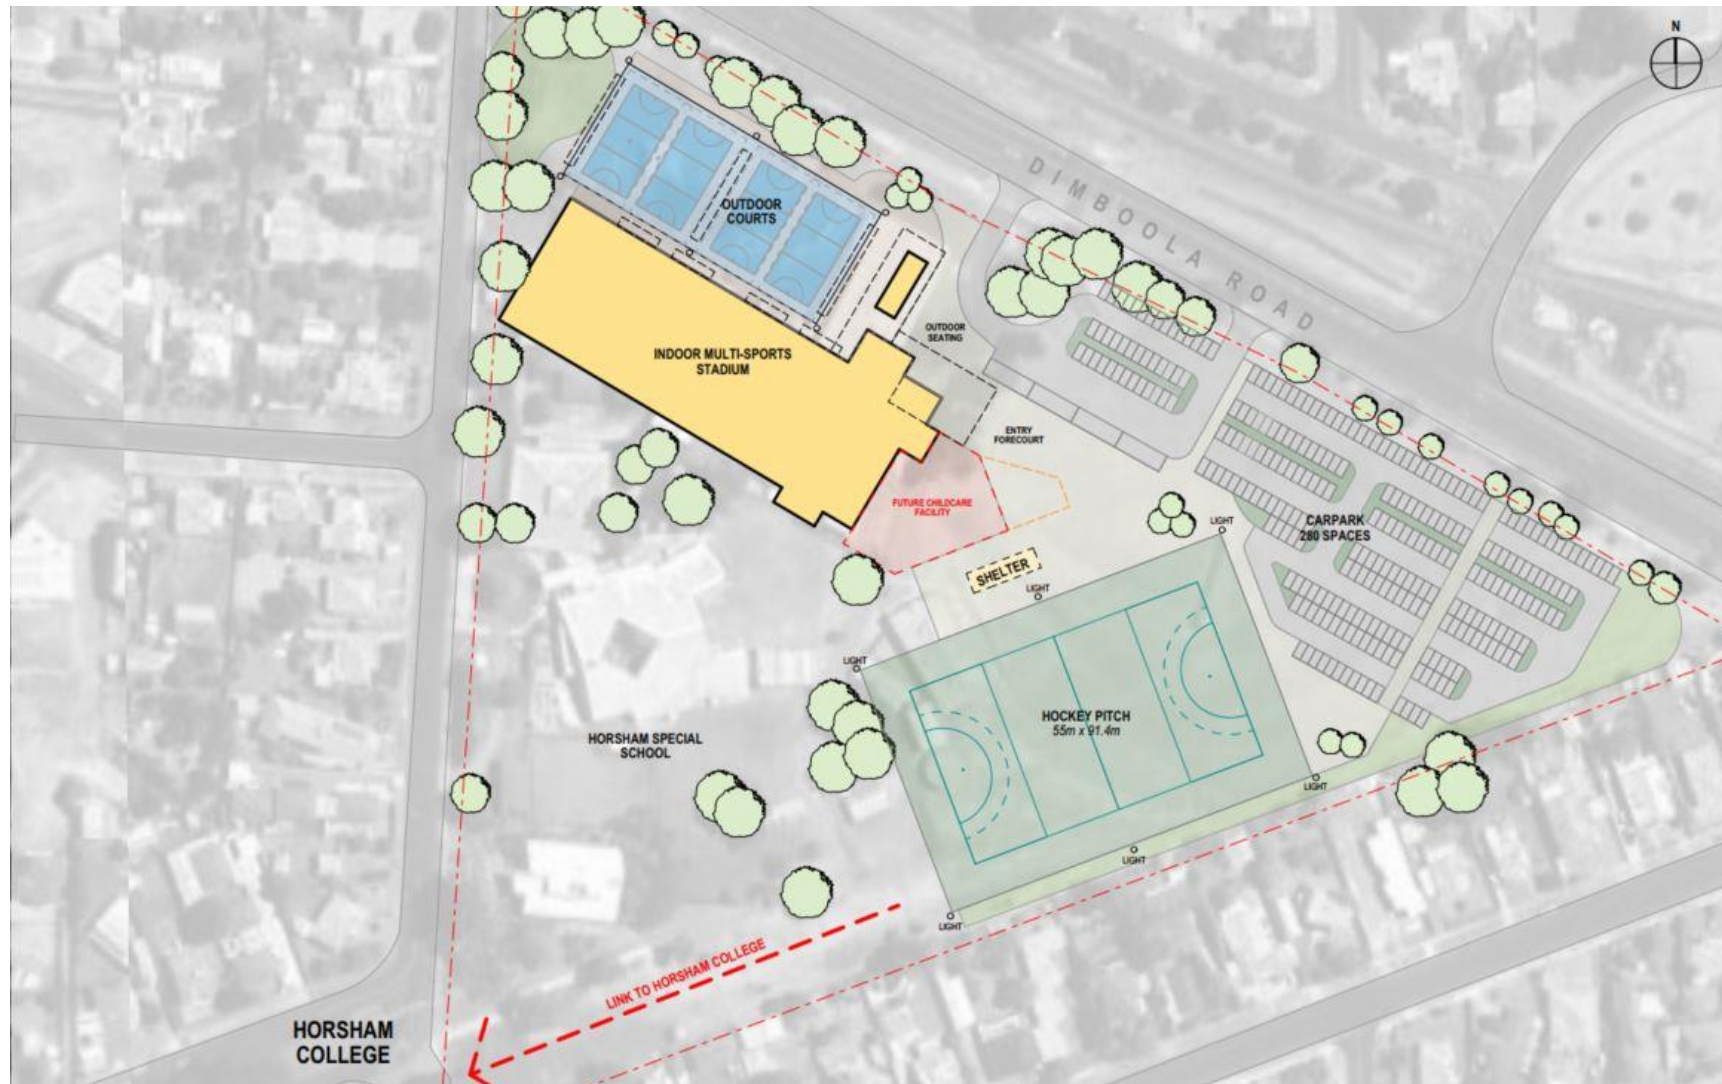 N
DIMBOOLA ROAD
OUTDOOR
COURTS
OUTDOOR
SEATING
INDOOR MULTI-SPORTS
STADIUM
ENTRY
FORECOURT
FUTURE CHILDCARE
FACILITY
LIGHT
CARPARK
280 SPACES
SHELTER
LIGHT
LIGHT
HOCKEY PITCH
55m x 91.4m
HORSHAM SPECIAL
SCHOOL
LIGHT
LIGHT
LIGHT
LINK TO HORSHAM COLLEGE
HORSHAM
COLLEGE